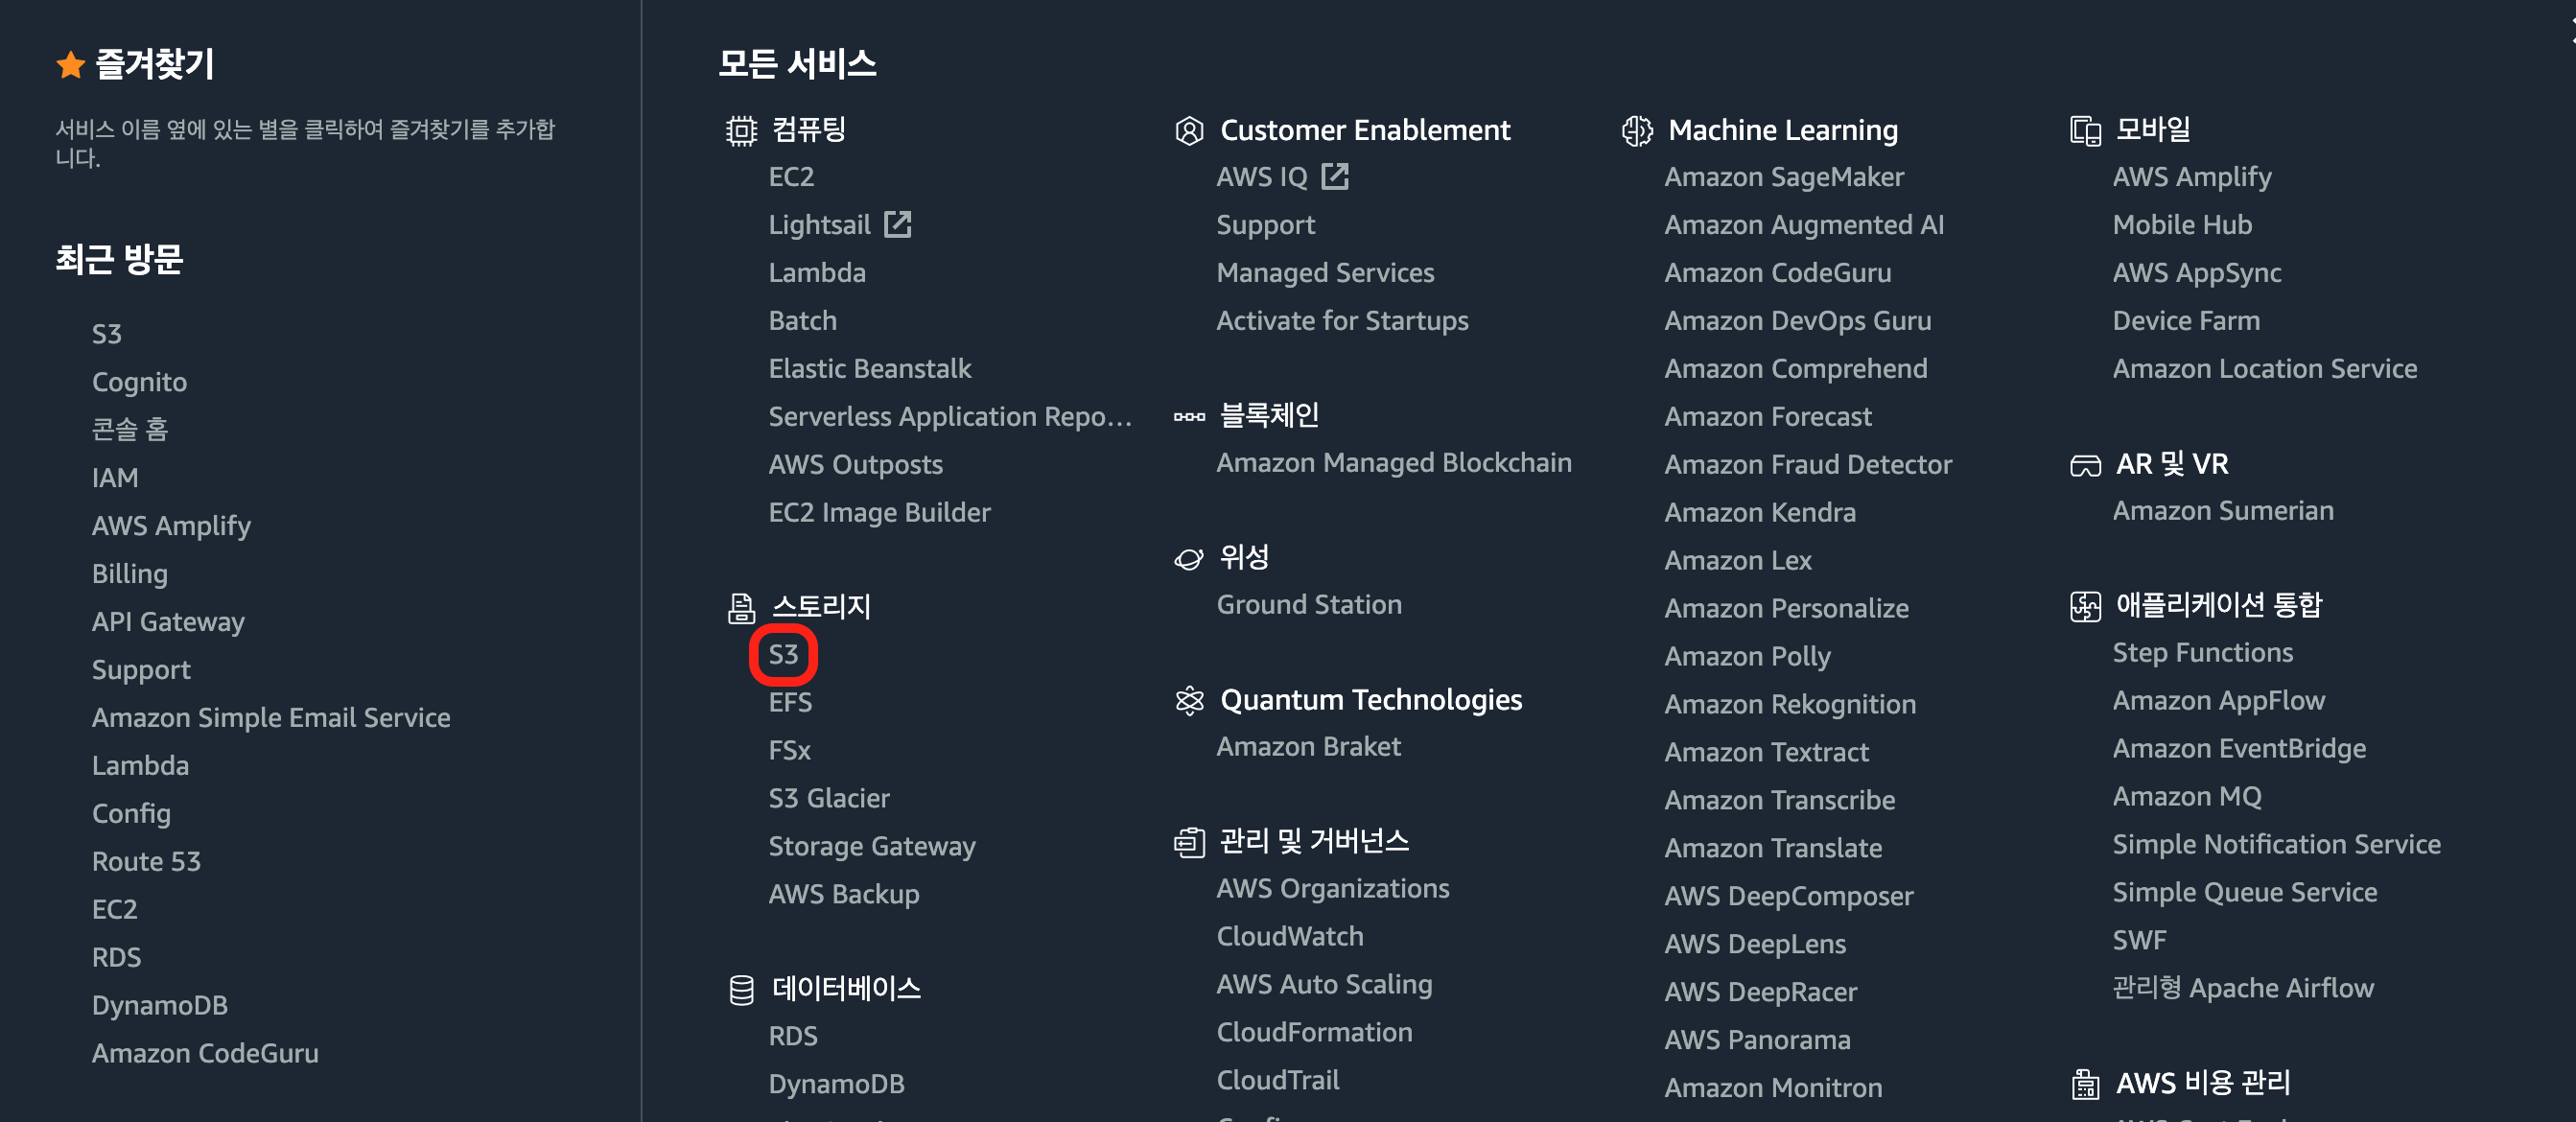 즐겨찾기
서비스 이름 옆에 있는 별을 클릭하여 즐겨찾기를 추가합
니다.
최근 방문
S3
Cognito
콘솔 홈
IAM
AWS Amplify
Billing
API Gateway
Support
Amazon Simple Email Service
Lambda
Config
Route 53
EC2
RDS
DynamoDB
Amazon CodeGuru
모든 서비스
컴퓨팅
EC2
Lightsail
Lambda
Batch
Elastic Beanstalk
Serverless Application Repo...
AWS Outposts
EC2 Image Builder
스토리지
S3
EFS
FSx
S3 Glacier
Storage Gateway
AWS Backup
데이터베이스
RDS
DynamoDB
Customer Enablement
AWS IQ
Support
Managed Services
Activate for Startups
블록체인
Amazon Managed Blockchain
위성
Ground Station
Quantum Technologies
Amazon Braket
관리 및 거버넌스
AWS Organizations
CloudWatch
AWS Auto Scaling
CloudFormation
CloudTrail
Machine Learning
Amazon SageMaker
Amazon Augmented AI
Amazon CodeGuru
Amazon DevOps Guru
Amazon Comprehend
Amazon Forecast
Amazon Fraud Detector
Amazon Kendra
Amazon Lex
Amazon Personalize
Amazon Polly
Amazon Rekognition
Amazon Textract
Amazon Transcribe
Amazon Translate
AWS DeepComposer
AWS DeepLens
AWS DeepRacer
AWS Panorama
Amazon Monitron
모바일
AWS Amplify
Mobile Hub
AWS AppSync
Device Farm
Amazon Location Service
AR 및 VR
Amazon Sumerian
애플리케이션 통합
Step Functions
Amazon AppFlow
Amazon EventBridge
Amazon MQ
Simple Notification Service
Simple Queue Service
SWF
관리형 Apache Airflow
AWS 비용 관리